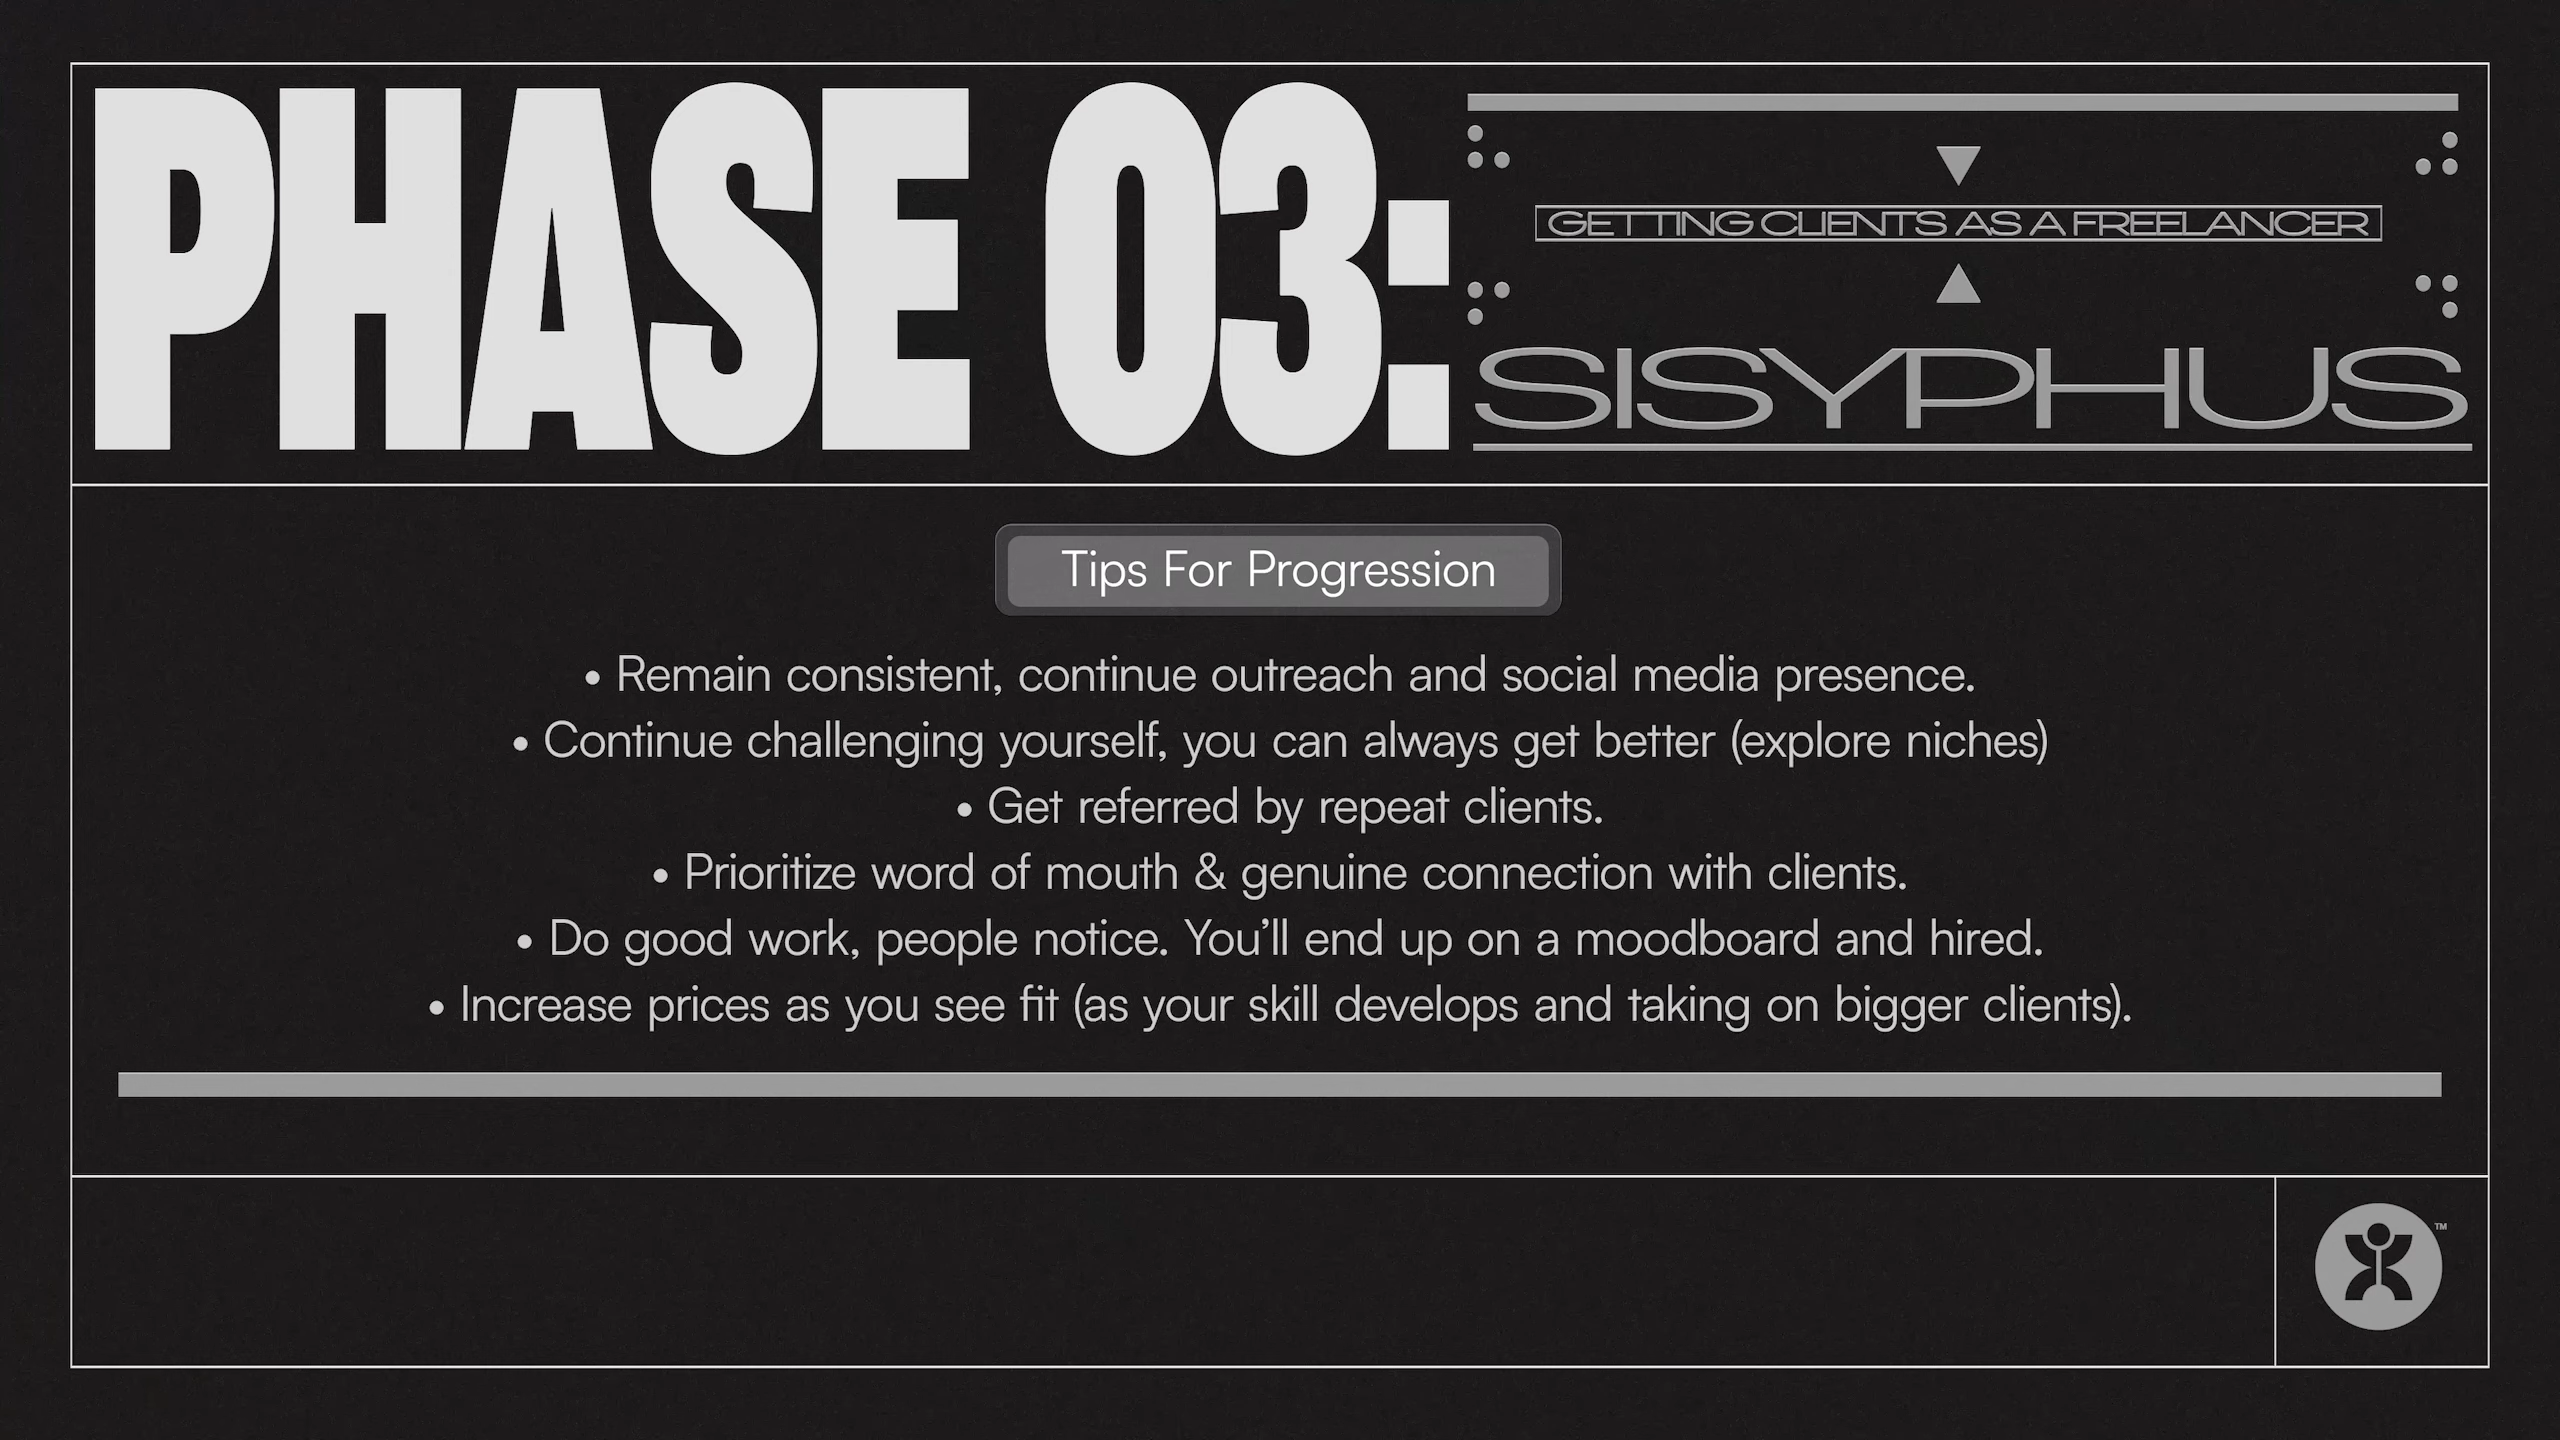 PHASE 03:
GETTING CLIENTS AS A FREELANCER
SISYPHUS
Tips For Progression
• Remain consistent, continue outreach and social media presence.
• Continue challenging yourself, you can always get better (explore niches)
• Get referred by repeat clients.
• Prioritize word of mouth & genuine connection with clients.
• Do good work, people notice. You’ll end up on a moodboard and hired.
• Increase prices as you see fit (as your skill develops and taking on bigger clients).
TM